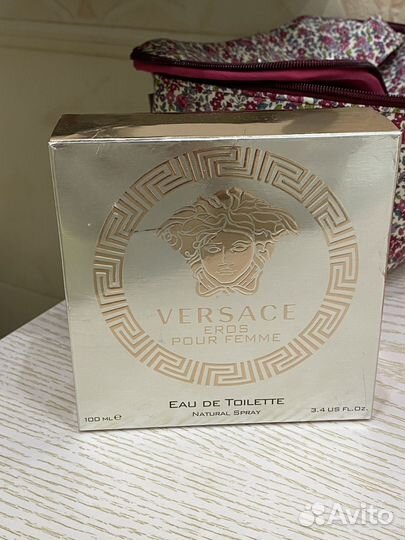 VERSACE
EROS
POUR FEMME
EAU DE TOILETTE
NATURAL SPRAY
100 ML e
3.4 US FL.OZ.
Avito